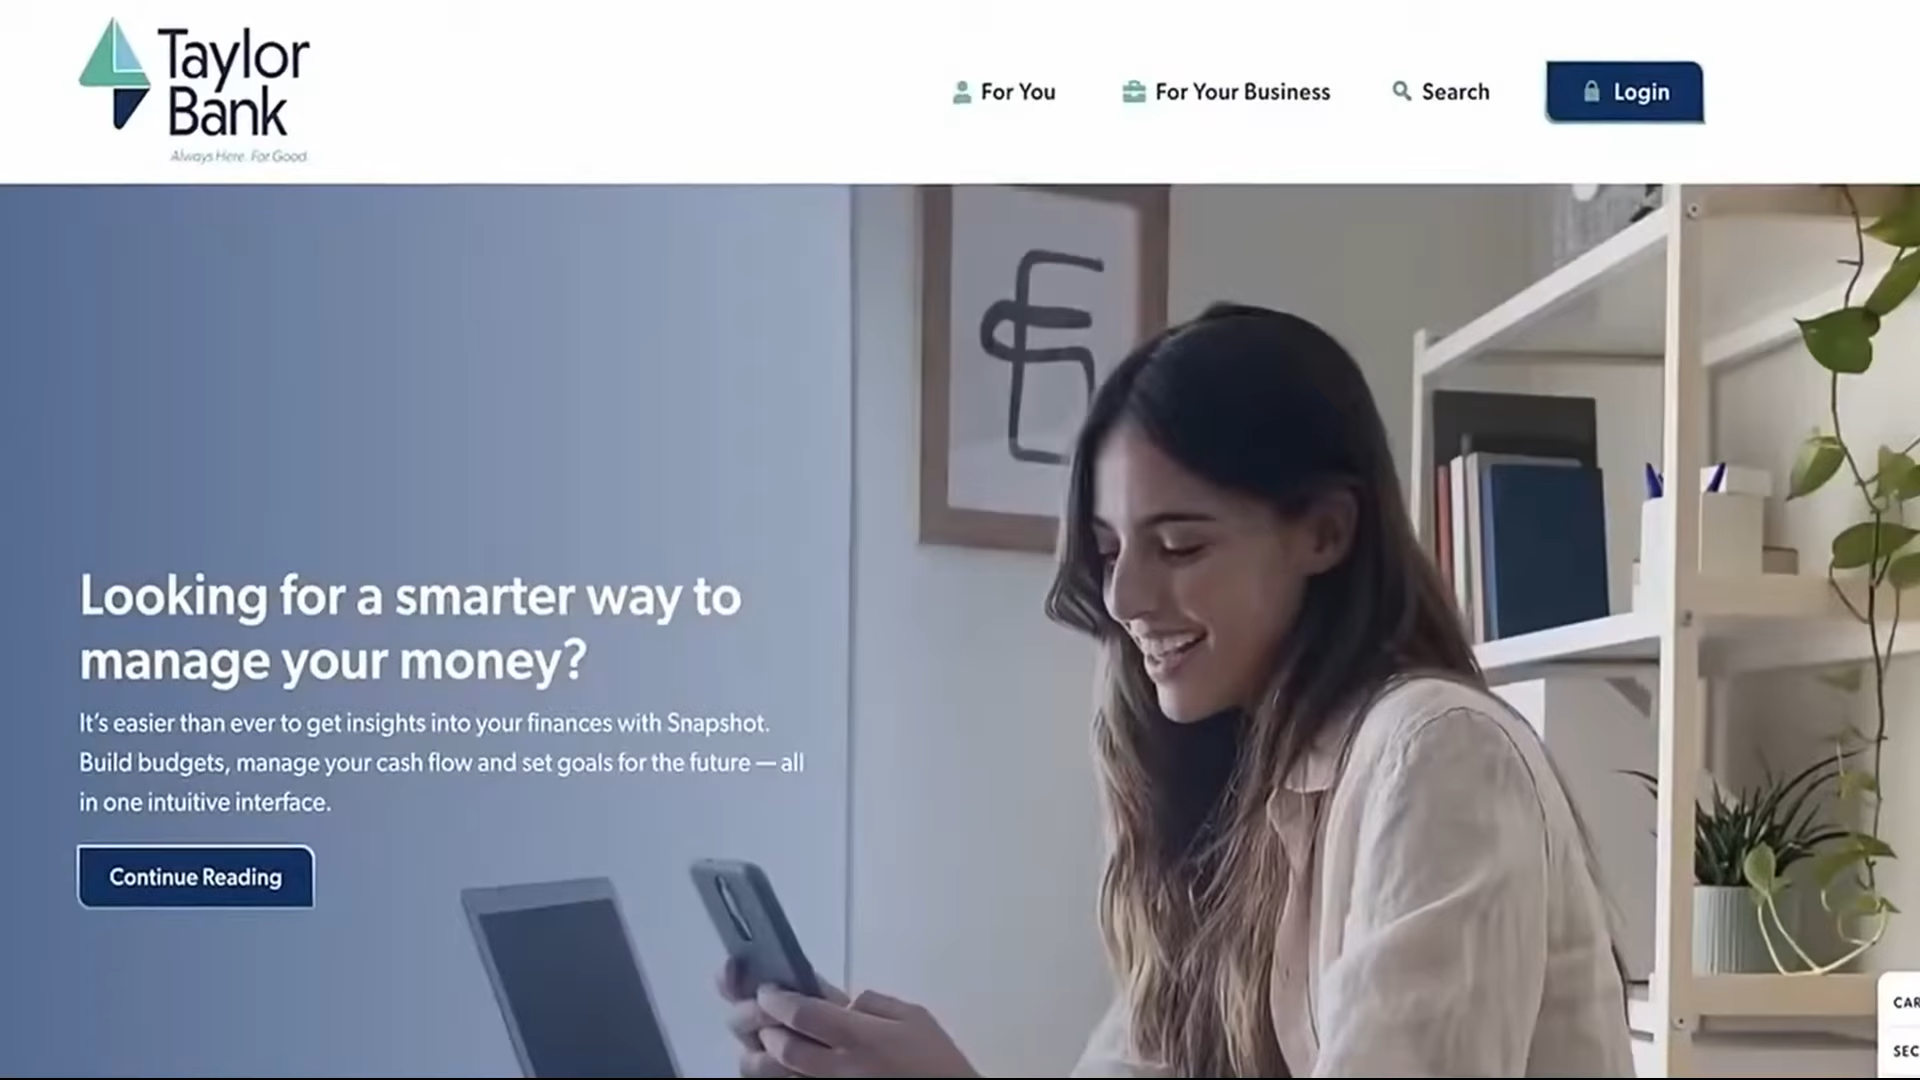 Taylor
Bank
Always Here. For Good.
For You
For Your Business
Search
Login
Looking for a smarter way to
manage your money?
It's easier than ever to get insights into your finances with Snapshot.
Build budgets, manage your cash flow and set goals for the future — all
in one intuitive interface.
Continue Reading
CAR
SEC